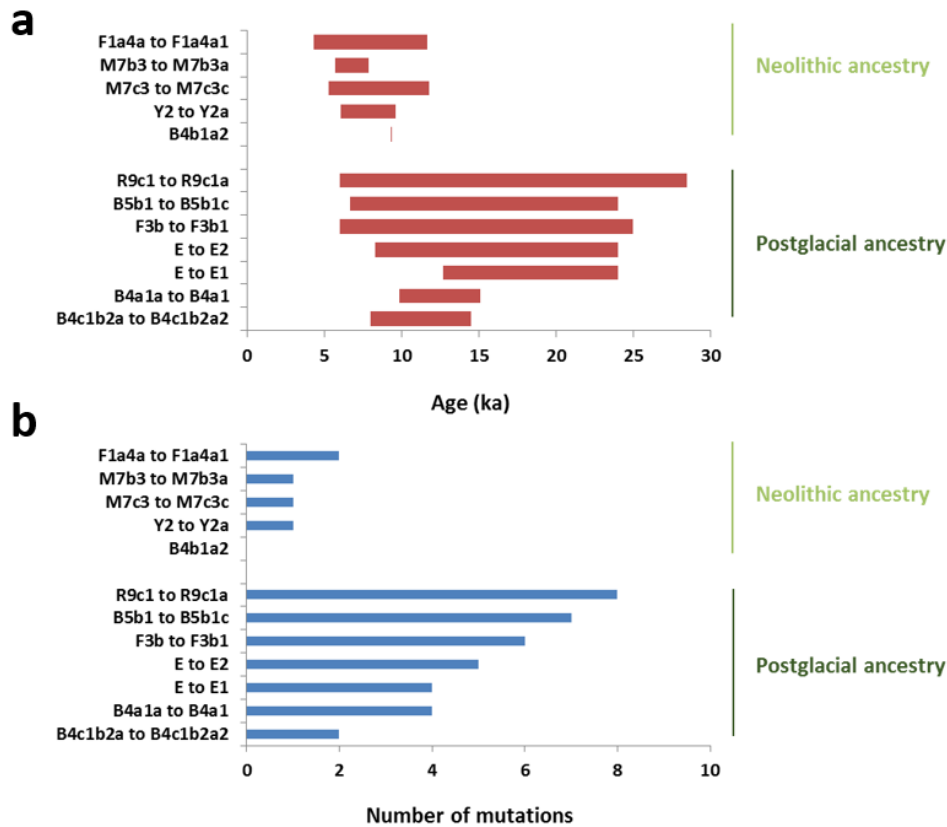 a
F1a4a to F1a4a1
M7b3 to M7b3a
M7c3 to M7c3c
Y2 to Y2a
B4b1a2
Neolithic ancestry
R9c1 to R9c1a
B5b1 to B5b1c
F3b to F3b1
E to E2
E to E1
B4a1a to B4a1
B4c1b2a to B4c1b2a2
Postglacial ancestry
0 5 10 15 20 25 30
Age (ka)
b
F1a4a to F1a4a1
M7b3 to M7b3a
M7c3 to M7c3c
Y2 to Y2a
B4b1a2
Neolithic ancestry
R9c1 to R9c1a
B5b1 to B5b1c
F3b to F3b1
E to E2
E to E1
B4a1a to B4a1
B4c1b2a to B4c1b2a2
Postglacial ancestry
0 2 4 6 8 10
Number of mutations